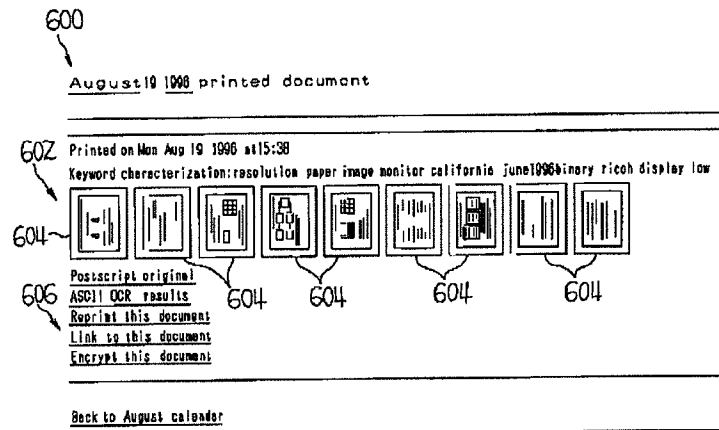 600
August 19 1996 printed document
602 Printed on Mon Aug 19 1996 at 15:38
Keyword characterization: resolution paper image monitor california june1996 binary ricoh display low
604
Postscript original 604 604 604 604
606 ASCII OCR results
Reprint this document
Link to this document
Encrypt this document
Back to August calendar